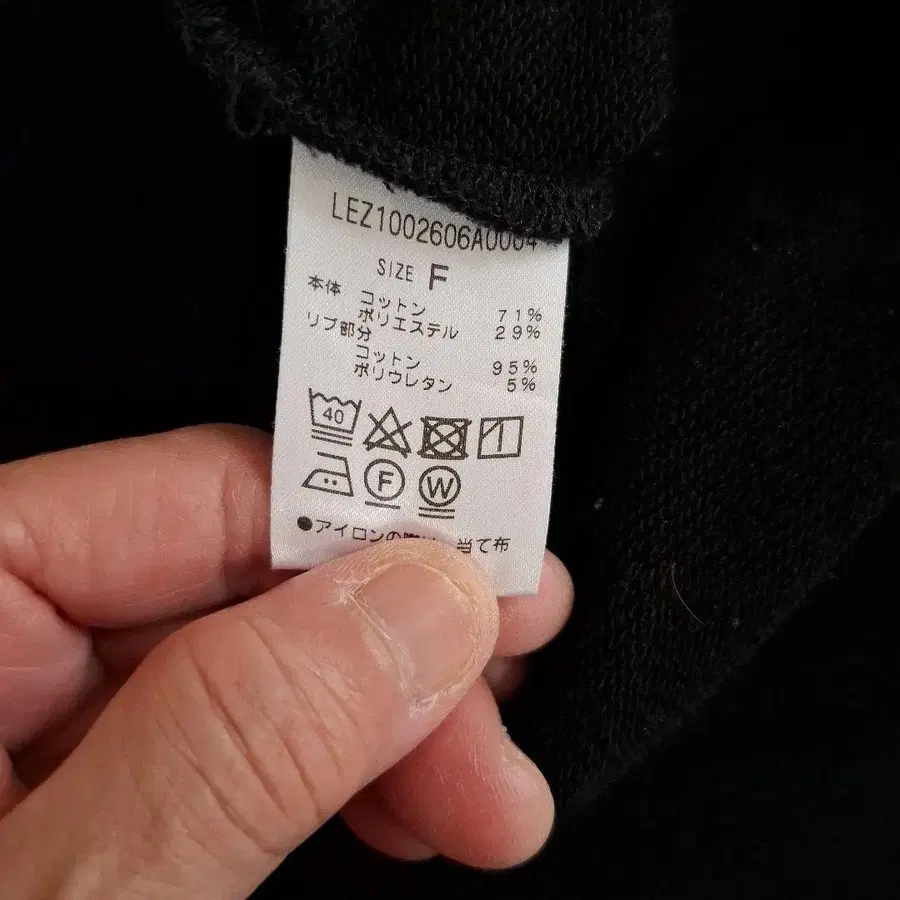 LEZ1002606A0004
SIZE F
本体 コットン 71%
ポリエステル 29%
リブ部分
コットン 95%
ポリウレタン 5%
40
F W
●アイロンの 当て布